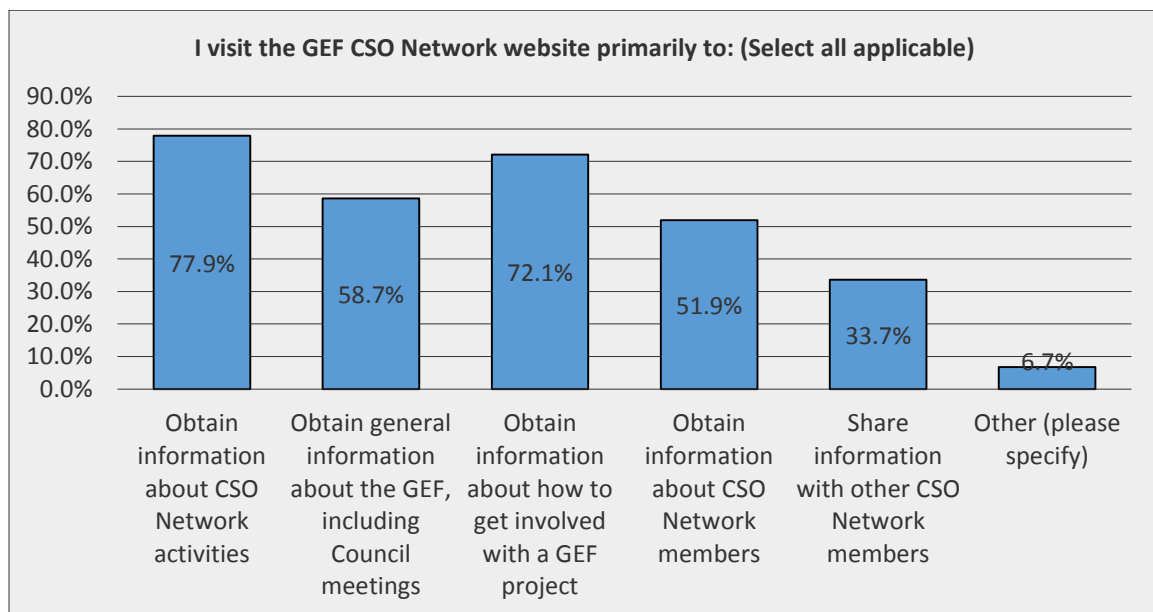 I visit the GEF CSO Network website primarily to: (Select all applicable)
90.0%
80.0%
70.0%
60.0%
50.0%
40.0%
30.0%
20.0%
10.0%
0.0%
77.9%
58.7%
72.1%
51.9%
33.7%
6.7%
Obtain
information
about CSO
Network
activities
Obtain general
information
about the GEF,
including
Council
meetings
Obtain
information
about how to
get involved
with a GEF
project
Obtain
information
about CSO
Network
members
Share
information
with other CSO
Network
members
Other (please
specify)